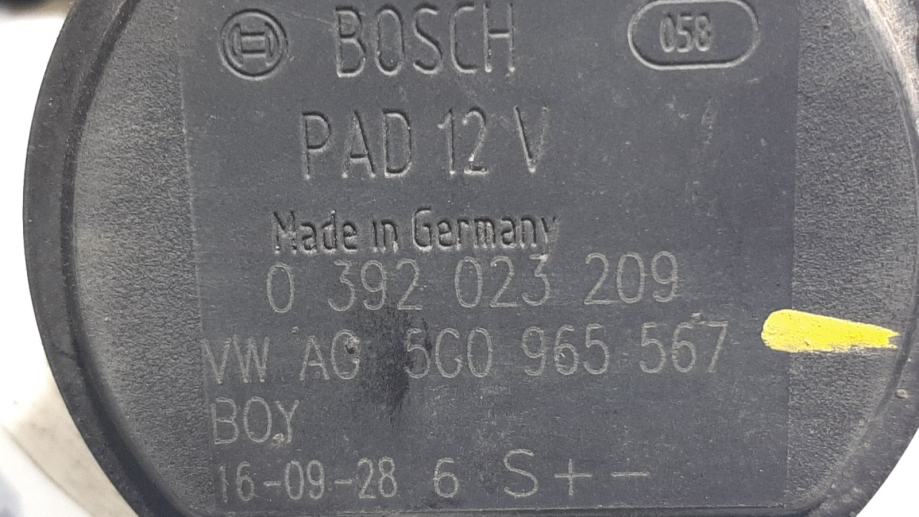 BOSCH 058
PAD 12 V
Made in Germany
0 392 023 209
VW AG 5G0 965 567
BOY
16-09-28 6 S + -